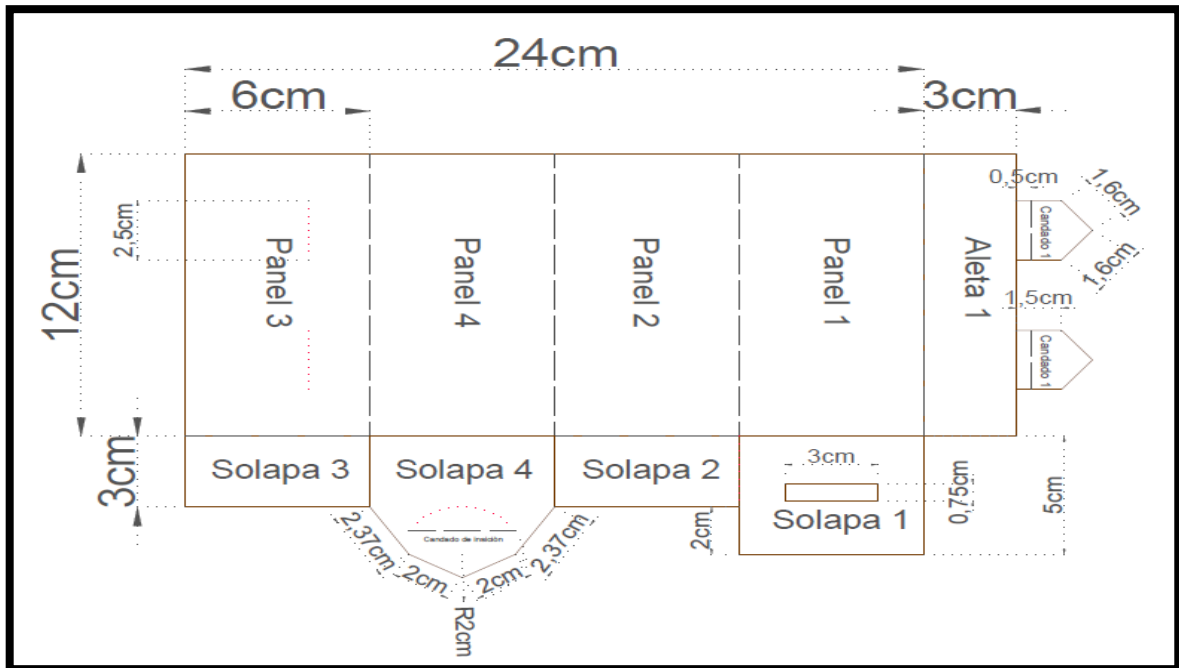 24cm
6cm
3cm
0,5cm
1,6cm
2,5cm
Candado 1
12cm
Panel 3
Panel 4
Panel 2
Panel 1
Aleta 1
1,6cm
1,5cm
Candado 1
3cm
Solapa 3
Solapa 4
Solapa 2
3cm
0,75cm
5cm
Solapa 1
2,37cm
Candado de Insición
2,37cm
2cm
2cm
2cm
R2cm